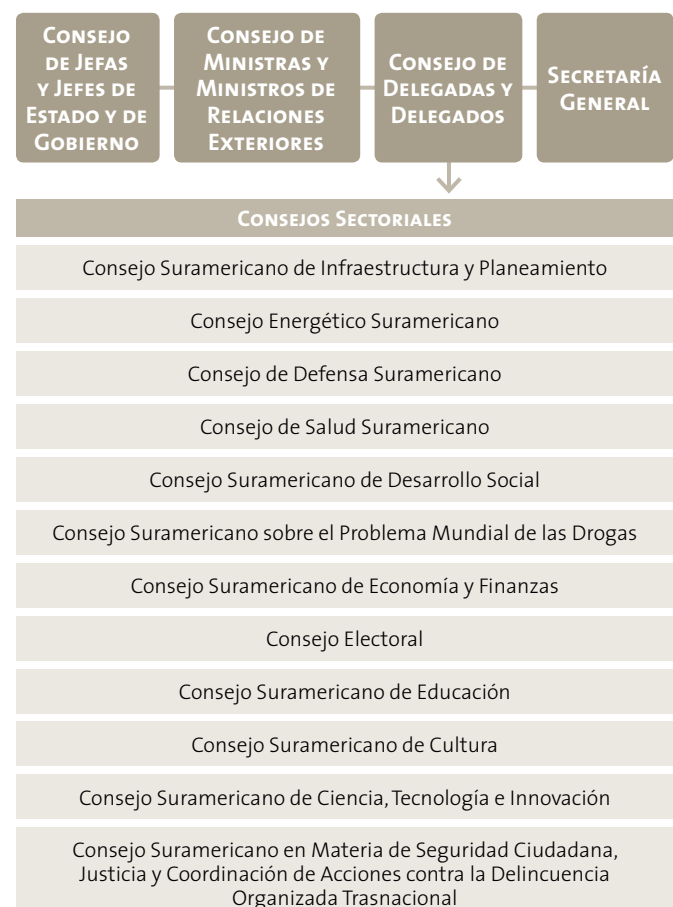 CONSEJO
DE JEFAS
Y JEFES DE
ESTADO Y DE
GOBIERNO
CONSEJO DE
MINISTRAS Y
MINISTROS DE
RELACIONES
EXTERIORES
CONSEJO DE
DELEGADAS Y
DELEGADOS
SECRETARÍA
GENERAL
CONSEJOS SECTORIALES
Consejo Suramericano de Infraestructura y Planeamiento
Consejo Energético Suramericano
Consejo de Defensa Suramericano
Consejo de Salud Suramericano
Consejo Suramericano de Desarrollo Social
Consejo Suramericano sobre el Problema Mundial de las Drogas
Consejo Suramericano de Economía y Finanzas
Consejo Electoral
Consejo Suramericano de Educación
Consejo Suramericano de Cultura
Consejo Suramericano de Ciencia, Tecnología e Innovación
Consejo Suramericano en Materia de Seguridad Ciudadana,
Justicia y Coordinación de Acciones contra la Delincuencia
Organizada Trasnacional